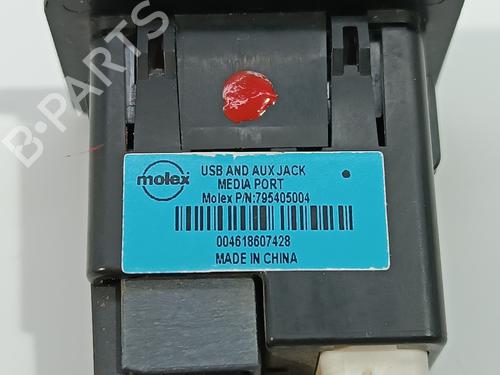 B-PARTS
molex
USB AND AUX JACK
MEDIA PORT
Molex P/N:795405004
004618607428
MADE IN CHINA